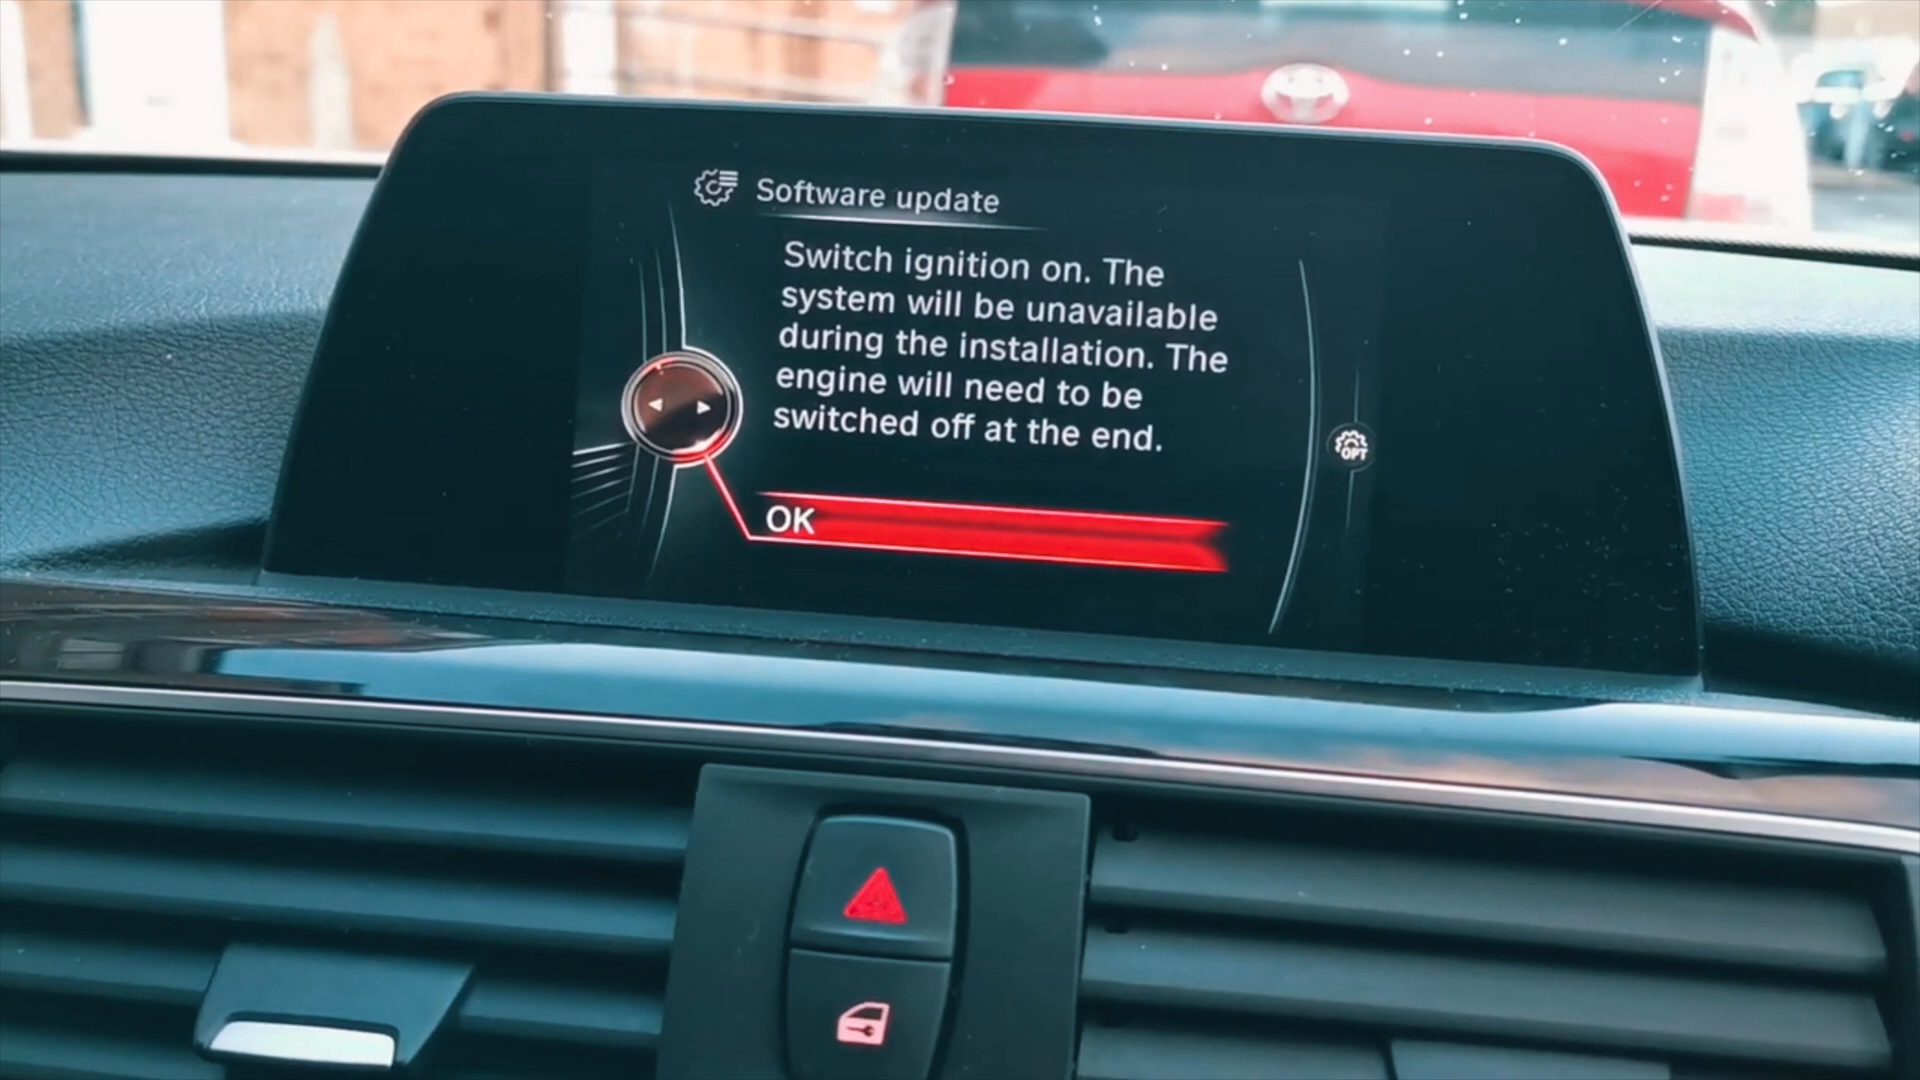 Software update
Switch ignition on. The
system will be unavailable
during the installation. The
engine will need to be
switched off at the end.
OPT
OK